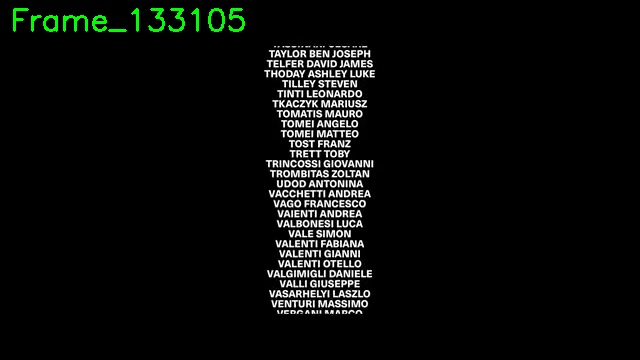 Frame_133105
TAYLOR BEN JOSEPH
TELFER DAVID JAMES
THODAY ASHLEY LUKE
TILLEY STEVEN
TINTI LEONARDO
TKACZYK MARIUSZ
TOMATIS MAURO
TOMEI ANGELO
TOMEI MATTEO
TOST FRANZ
TRETT TOBY
TRINCOSSI GIOVANNI
TROMBITAS ZOLTAN
UDOD ANTONINA
VACCHETTI ANDREA
VAGO FRANCESCO
VAIENTI ANDREA
VALBONESI LUCA
VALE SIMON
VALENTI FABIANA
VALENTI GIANNI
VALENTI OTELLO
VALGIMIGLI DANIELE
VALLI GIUSEPPE
VASARHELYI LASZLO
VENTURI MASSIMO
VERGANI MARCO